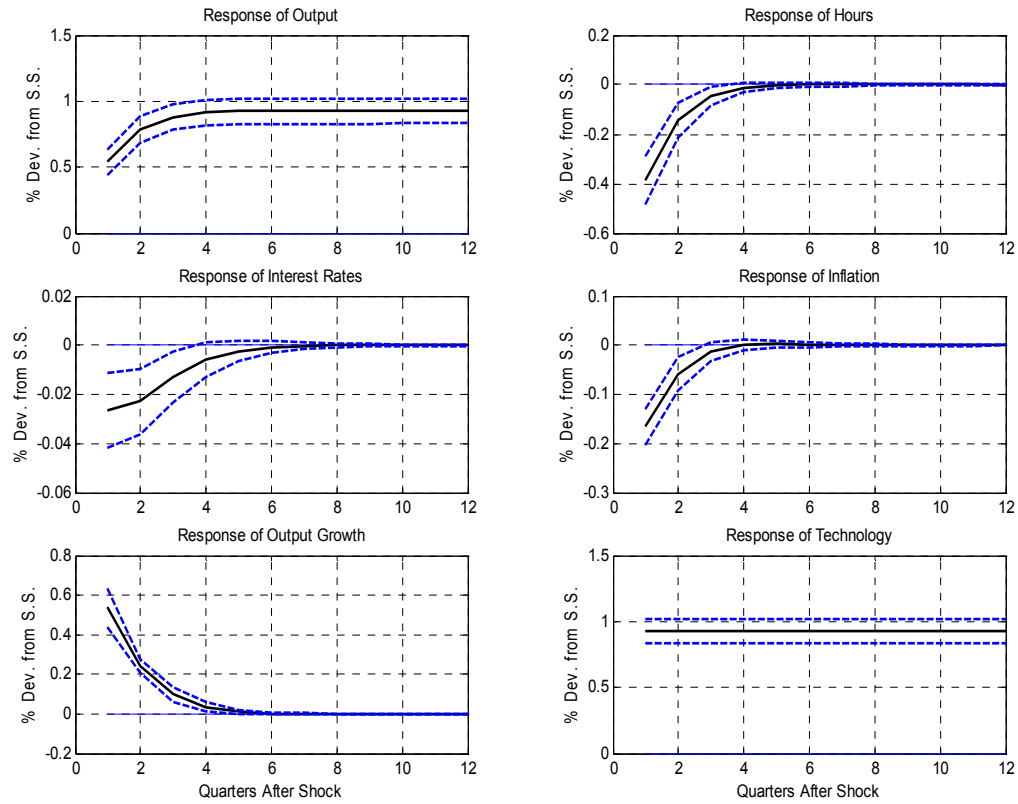 Response of Output
% Dev. from S.S.
1.5
1
0.5
0
0 2 4 6 8 10 12
Response of Hours
% Dev. from S.S.
0.2
0
-0.2
-0.4
-0.6
0 2 4 6 8 10 12
Response of Interest Rates
% Dev. from S.S.
0.02
0
-0.02
-0.04
-0.06
0 2 4 6 8 10 12
Response of Inflation
% Dev. from S.S.
0.1
0
-0.1
-0.2
-0.3
0 2 4 6 8 10 12
Response of Output Growth
% Dev. from S.S.
0.8
0.6
0.4
0.2
0
-0.2
0 2 4 6 8 10 12
Quarters After Shock
Response of Technology
% Dev. from S.S.
1.5
1
0.5
0
0 2 4 6 8 10 12
Quarters After Shock